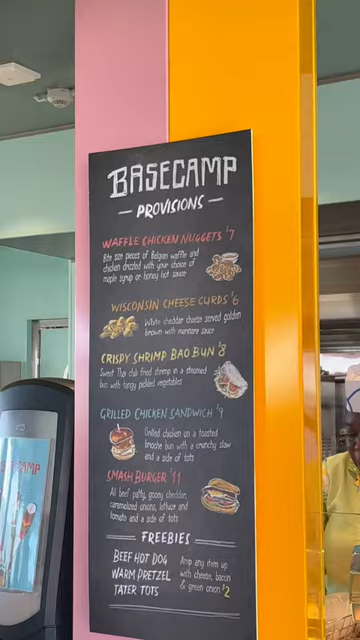 BASECAMP
— PROVISIONS —
WAFFLE CHICKEN NUGGETS $7
Bite size pieces of Belgian waffle and
chicken drizzled with your choice of
maple syrup or honey hot sauce
WISCONSIN CHEESE CURDS $6
White cheddar cheese served golden
brown with marinara sauce
CRISPY SHRIMP BAO BUN $8
Sweet Thai chili fried shrimp in a steamed
bun with tangy pickled vegetables
GRILLED CHICKEN SANDWICH $9
Grilled chicken on a toasted
brioche bun with a crunchy slaw
and a side of tots
SMASH BURGER $11
All beef patty, gooey cheddar,
caramelized onions, lettuce and
tomato and a side of tots
FREEBIES
BEEF HOT DOG
WARM PRETZEL
TATER TOTS
Amp any item up
with cheese, bacon
& green onion $2
BASECAMP